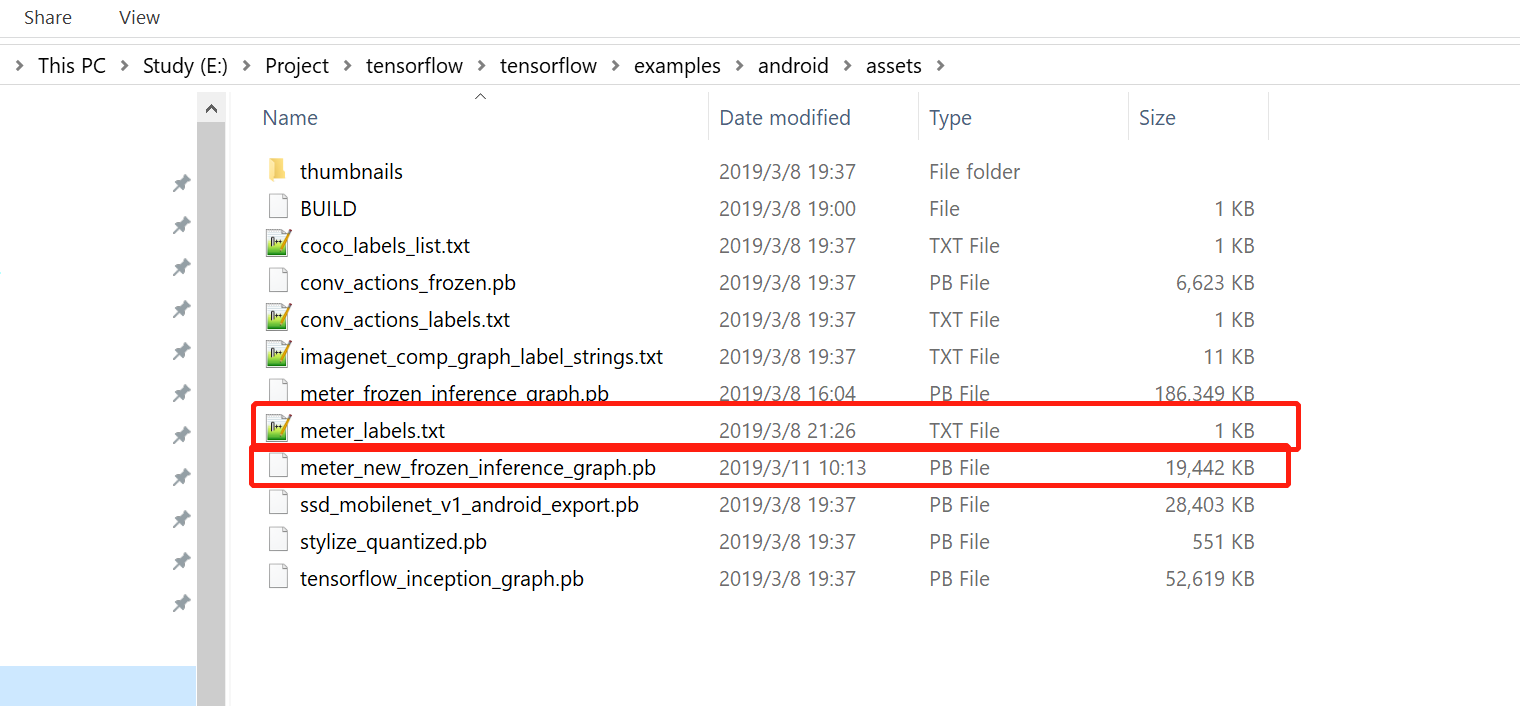 Share View
This PC Study (E:) Project tensorflow tensorflow examples android assets
Name Date modified Type Size
thumbnails 2019/3/8 19:37 File folder
BUILD 2019/3/8 19:00 File 1 KB
coco_labels_list.txt 2019/3/8 19:37 TXT File 1 KB
conv_actions_frozen.pb 2019/3/8 19:37 PB File 6,623 KB
conv_actions_labels.txt 2019/3/8 19:37 TXT File 1 KB
imagenet_comp_graph_label_strings.txt 2019/3/8 19:37 TXT File 11 KB
meter_frozen_inference_graph.pb 2019/3/8 16:04 PB File 186,349 KB
meter_labels.txt 2019/3/8 21:26 TXT File 1 KB
meter_new_frozen_inference_graph.pb 2019/3/11 10:13 PB File 19,442 KB
ssd_mobilenet_v1_android_export.pb 2019/3/8 19:37 PB File 28,403 KB
stylize_quantized.pb 2019/3/8 19:37 PB File 551 KB
tensorflow_inception_graph.pb 2019/3/8 19:37 PB File 52,619 KB